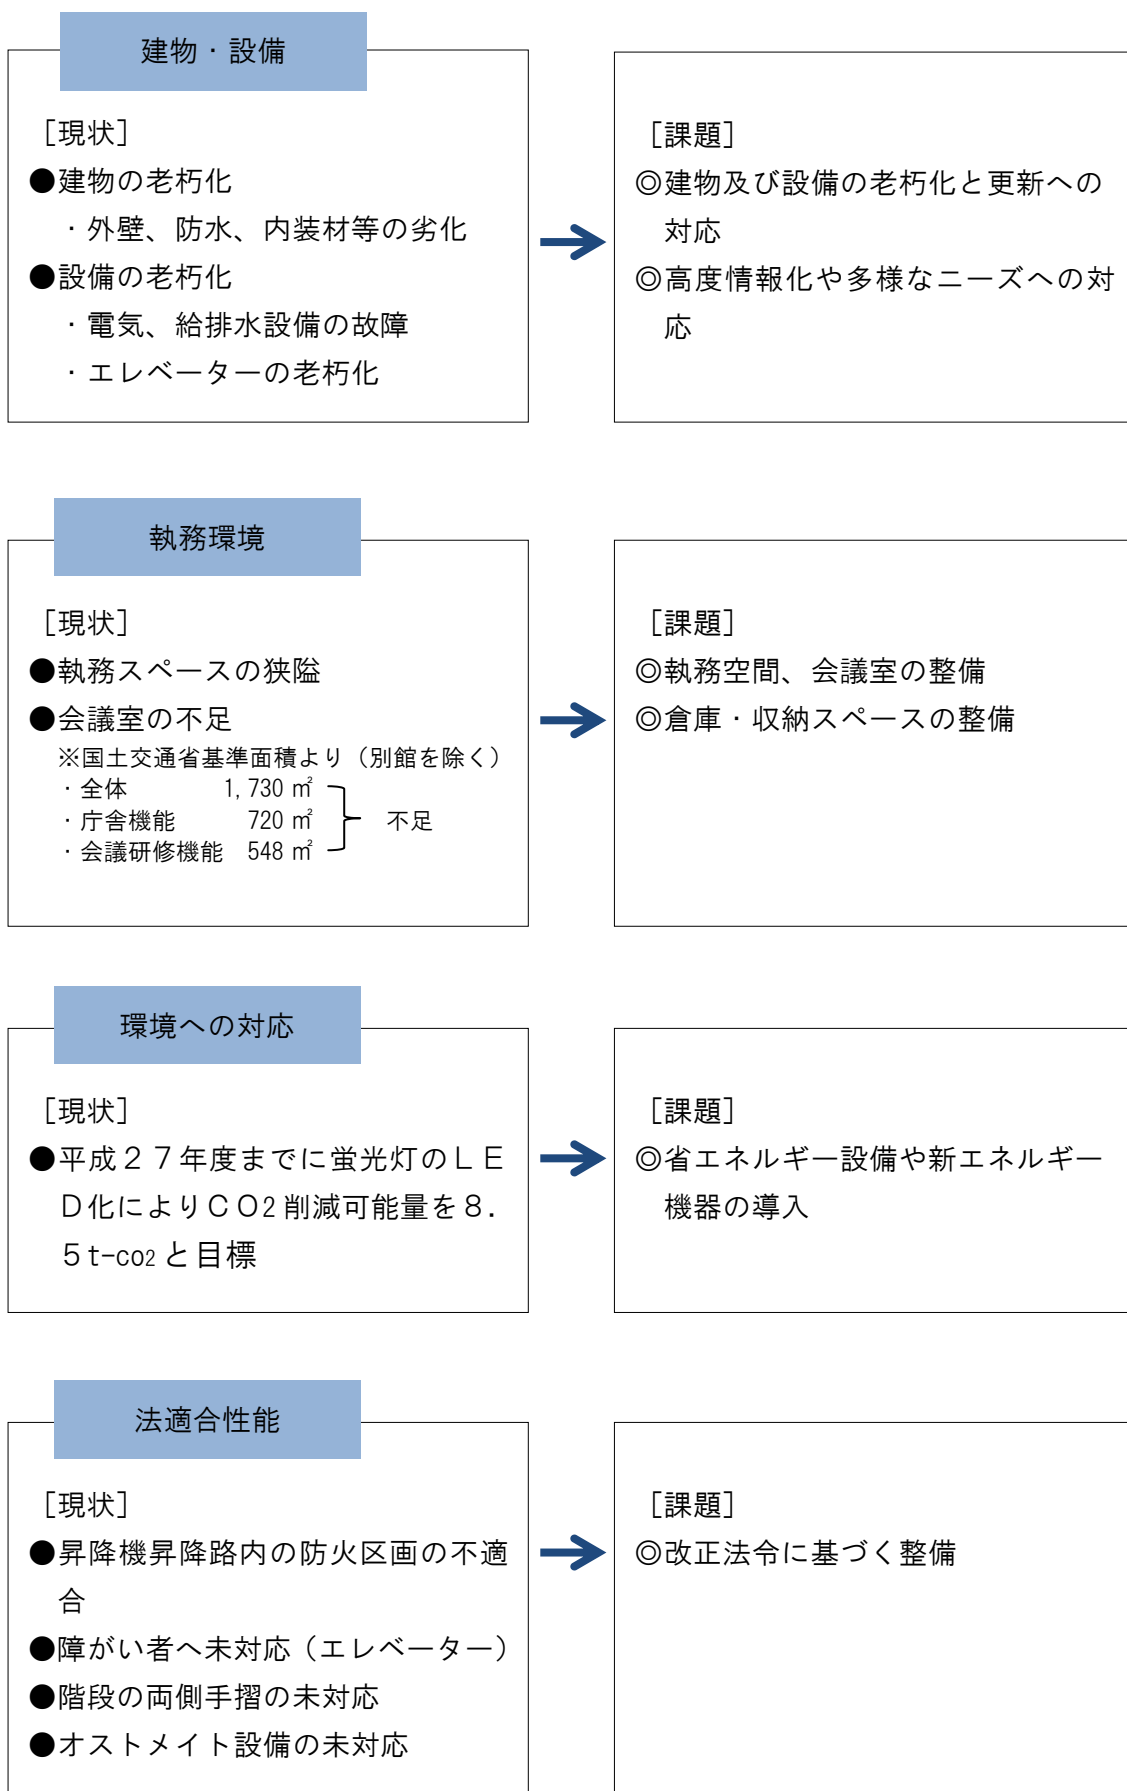 建物・設備
［現状］
●建物の老朽化
・外壁、防水、内装材等の劣化
●設備の老朽化
・電気、給排水設備の故障
・エレベーターの老朽化
［課題］
◎建物及び設備の老朽化と更新への
対応
◎高度情報化や多様なニーズへの対
応
執務環境
［現状］
●執務スペースの狭隘
●会議室の不足
※国土交通省基準面積より（別館を除く）
・全体 1,730 ㎡
・庁舎機能 720 ㎡ 不足
・会議研修機能 548 ㎡
［課題］
◎執務空間、会議室の整備
◎倉庫・収納スペースの整備
環境への対応
［現状］
●平成２７年度までに蛍光灯のＬＥ
Ｄ化によりＣＯ2 削減可能量を８．
５t-co2 と目標
［課題］
◎省エネルギー設備や新エネルギー
機器の導入
法適合性能
［現状］
●昇降機昇降路内の防火区画の不適
合
●障がい者へ未対応（エレベーター）
●階段の両側手摺の未対応
●オストメイト設備の未対応
［課題］
◎改正法令に基づく整備